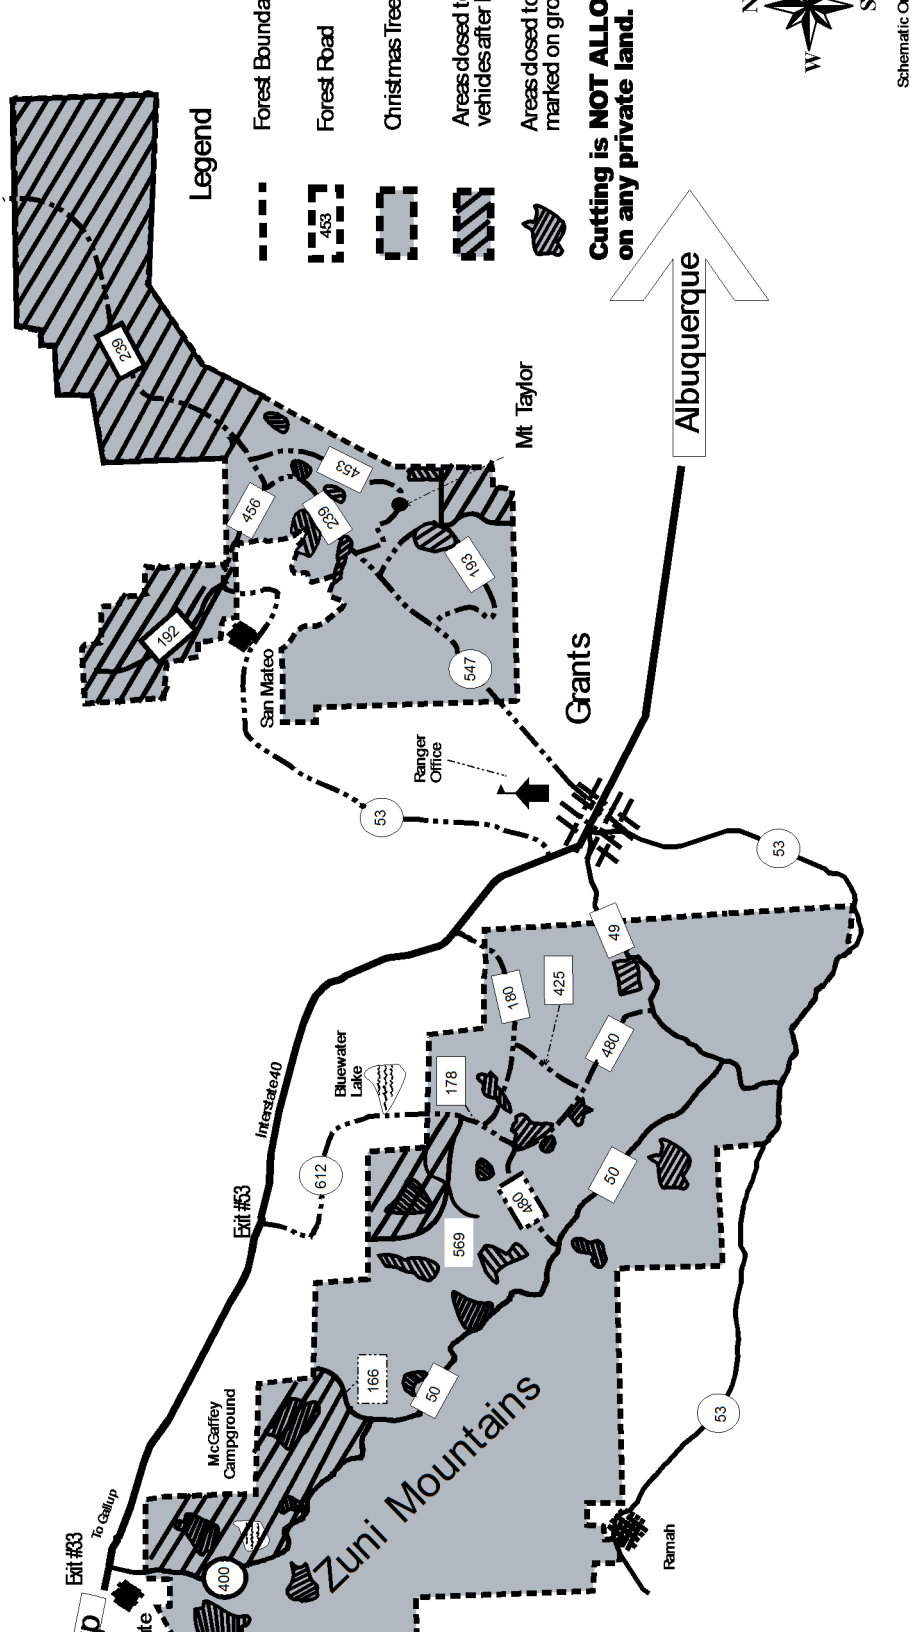 Legend
Forest Bounda
453
Forest Road
Christmas Tree
Areas closed to
vehicles after
Areas closed to
marked on gro
Cutting is NOT ALLO
on any private land.
N
W
S
Schematic O
Albuquerque
239
456
453
239
Mt Taylor
192
193
San Mateo
547
Grants
Ranger
Office
53
53
49
180
425
480
178
Bluewater
Lake
Interstate 40
612
Exit #53
50
480
569
166
50
McGaffey
Campground
Zuni Mountains
53
Ramah
To Gallup
Exit #33
400
p
te